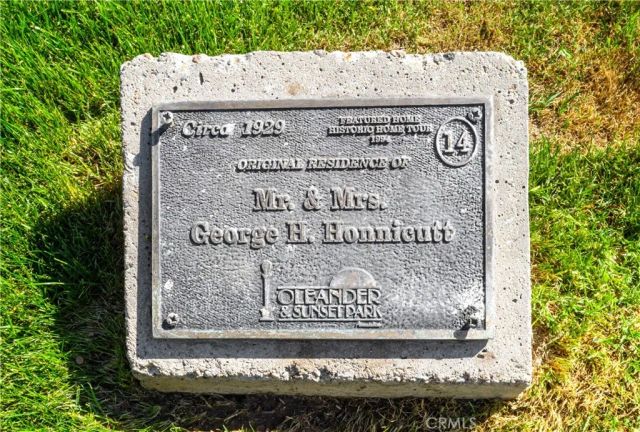 Circa 1929
FEATURED HOME
HISTORIC HOME TOUR
1994
14
ORIGINAL RESIDENCE OF
Mr. & Mrs.
George H. Honnicutt
OLEANDER
& SUNSET PARK
CRMLS